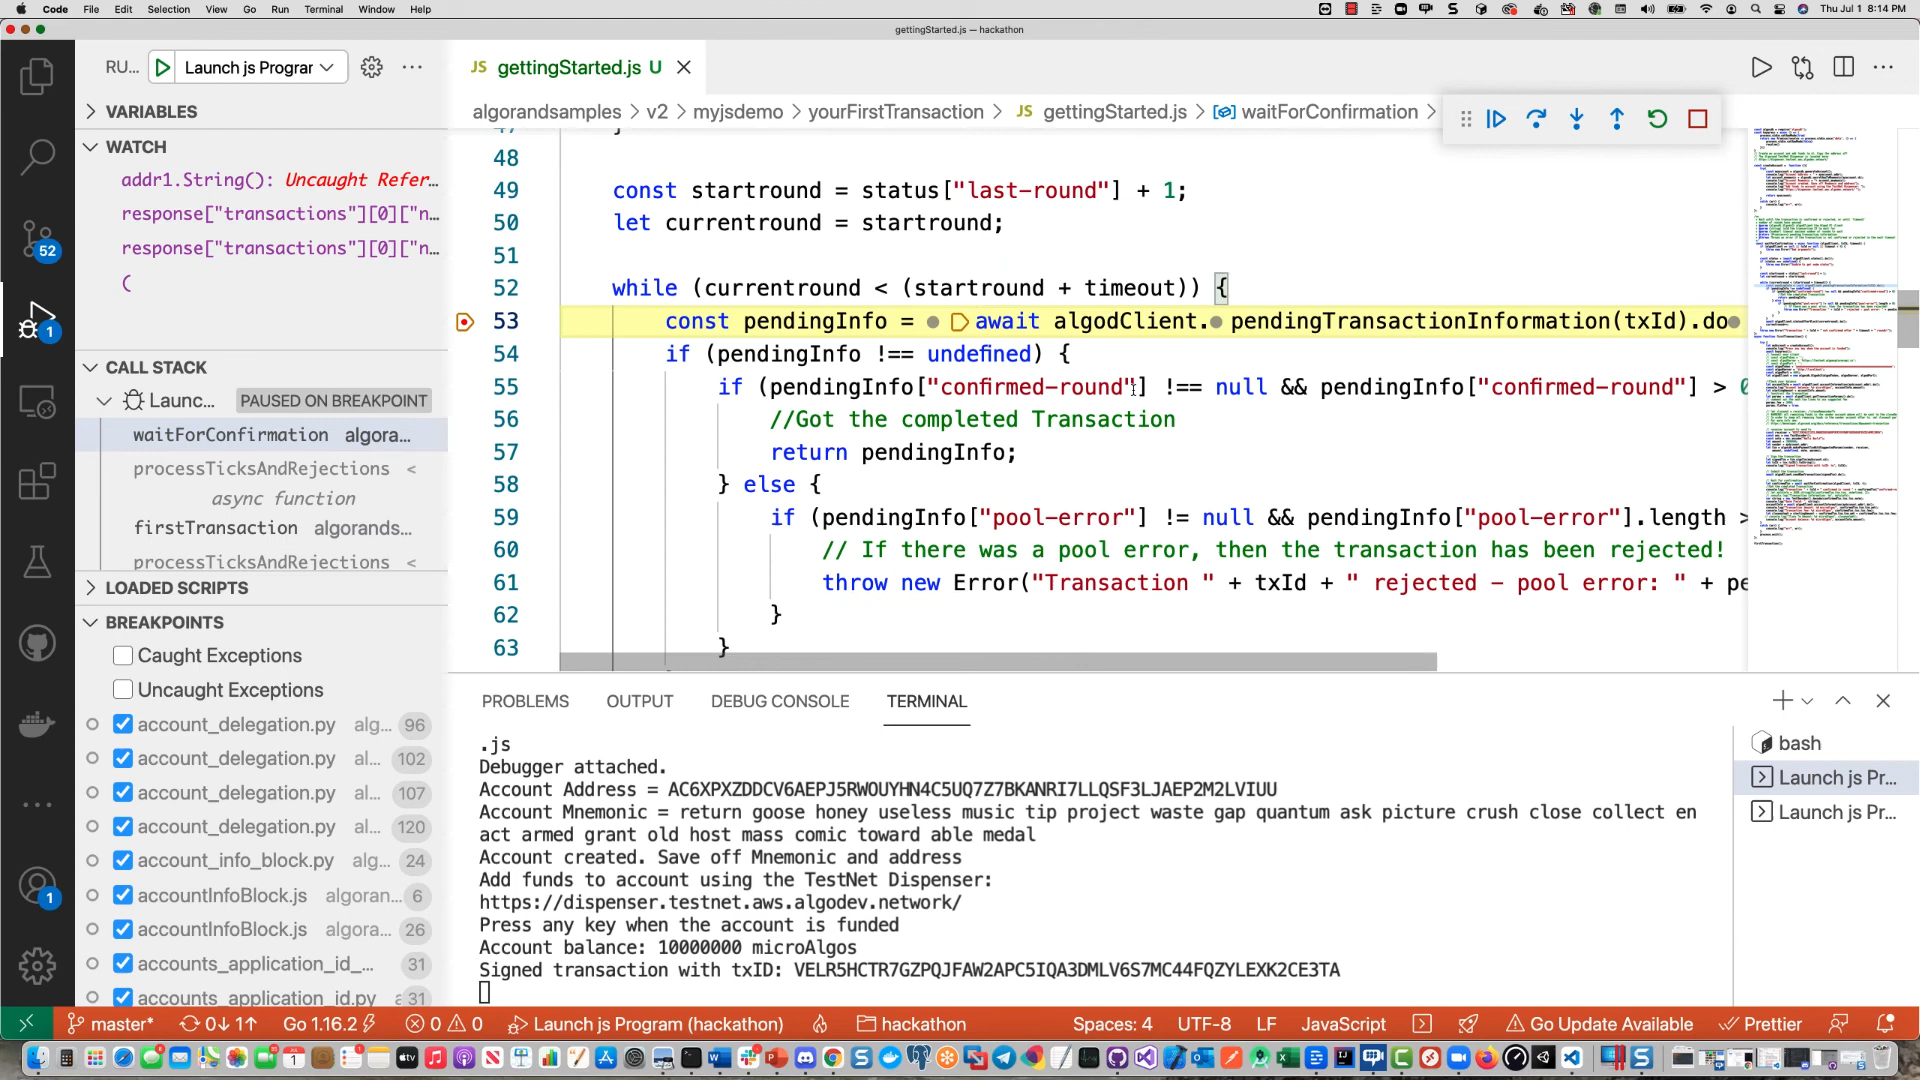 Code File Edit Selection View Go Run Terminal Window Help
Thu Jul 1 8:14 PM
gettingStarted.js — hackathon
RU... Launch js Progran
JS gettingStarted.js U
VARIABLES
algorandsamples > v2 > myjsdemo > yourFirstTransaction > JS gettingStarted.js > waitForConfirmation >
WATCH
addr1.String(): Uncaught Refer...
response["transactions"][0]["n...
response["transactions"][0]["n...
(
CALL STACK
Launc... PAUSED ON BREAKPOINT
waitForConfirmation algora...
processTicksAndRejections <
async function
firstTransaction algorands...
processTicksAndRejections <
LOADED SCRIPTS
BREAKPOINTS
Caught Exceptions
Uncaught Exceptions
account_delegation.py alg... 96
account_delegation.py al... 102
account_delegation.py al... 107
account_delegation.py al... 120
account_info_block.py alg... 24
accountInfoBlock.js algoran... 6
accountInfoBlock.js algora... 26
accounts_application_id_... 31
accounts_application_id.py a 31
52
1
1
47 }
48
49 const startround = status["last-round"] + 1;
50 let currentround = startround;
51
52 while (currentround < (startround + timeout)) {
53 const pendingInfo = await algodClient. pendingTransactionInformation(txId).do
54 if (pendingInfo !== undefined) {
55 if (pendingInfo["confirmed-round"] !== null && pendingInfo["confirmed-round"] > 0
56 //Got the completed Transaction
57 return pendingInfo;
58 } else {
59 if (pendingInfo["pool-error"] != null && pendingInfo["pool-error"].length >
60 // If there was a pool error, then the transaction has been rejected!
61 throw new Error("Transaction " + txId + " rejected - pool error: " + pe
62 }
63 }
PROBLEMS OUTPUT DEBUG CONSOLE TERMINAL
.js
Debugger attached.
Account Address = AC6XPXZDDCV6AEPJ5RWOUYHN4C5UQ7Z7BKANRI7LLQSF3LJAEP2M2LVIUU
Account Mnemonic = return goose honey useless music tip project waste gap quantum ask picture crush close collect en
act armed grant old host mass comic toward able medal
Account created. Save off Mnemonic and address
Add funds to account using the TestNet Dispenser:
https://dispenser.testnet.aws.algodev.network/
Press any key when the account is funded
Account balance: 10000000 microAlgos
Signed transaction with txID: VELR5HCTR7GZPQJFAW2APC5IQA3DMLV6S7MC44FQZYLEXK2CE3TA
bash
Launch js Pr...
Launch js Pr...
master* 0↓ 1↑ Go 1.16.2 0 0 Launch js Program (hackathon) hackathon Spaces: 4 UTF-8 LF JavaScript Go Update Available Prettier